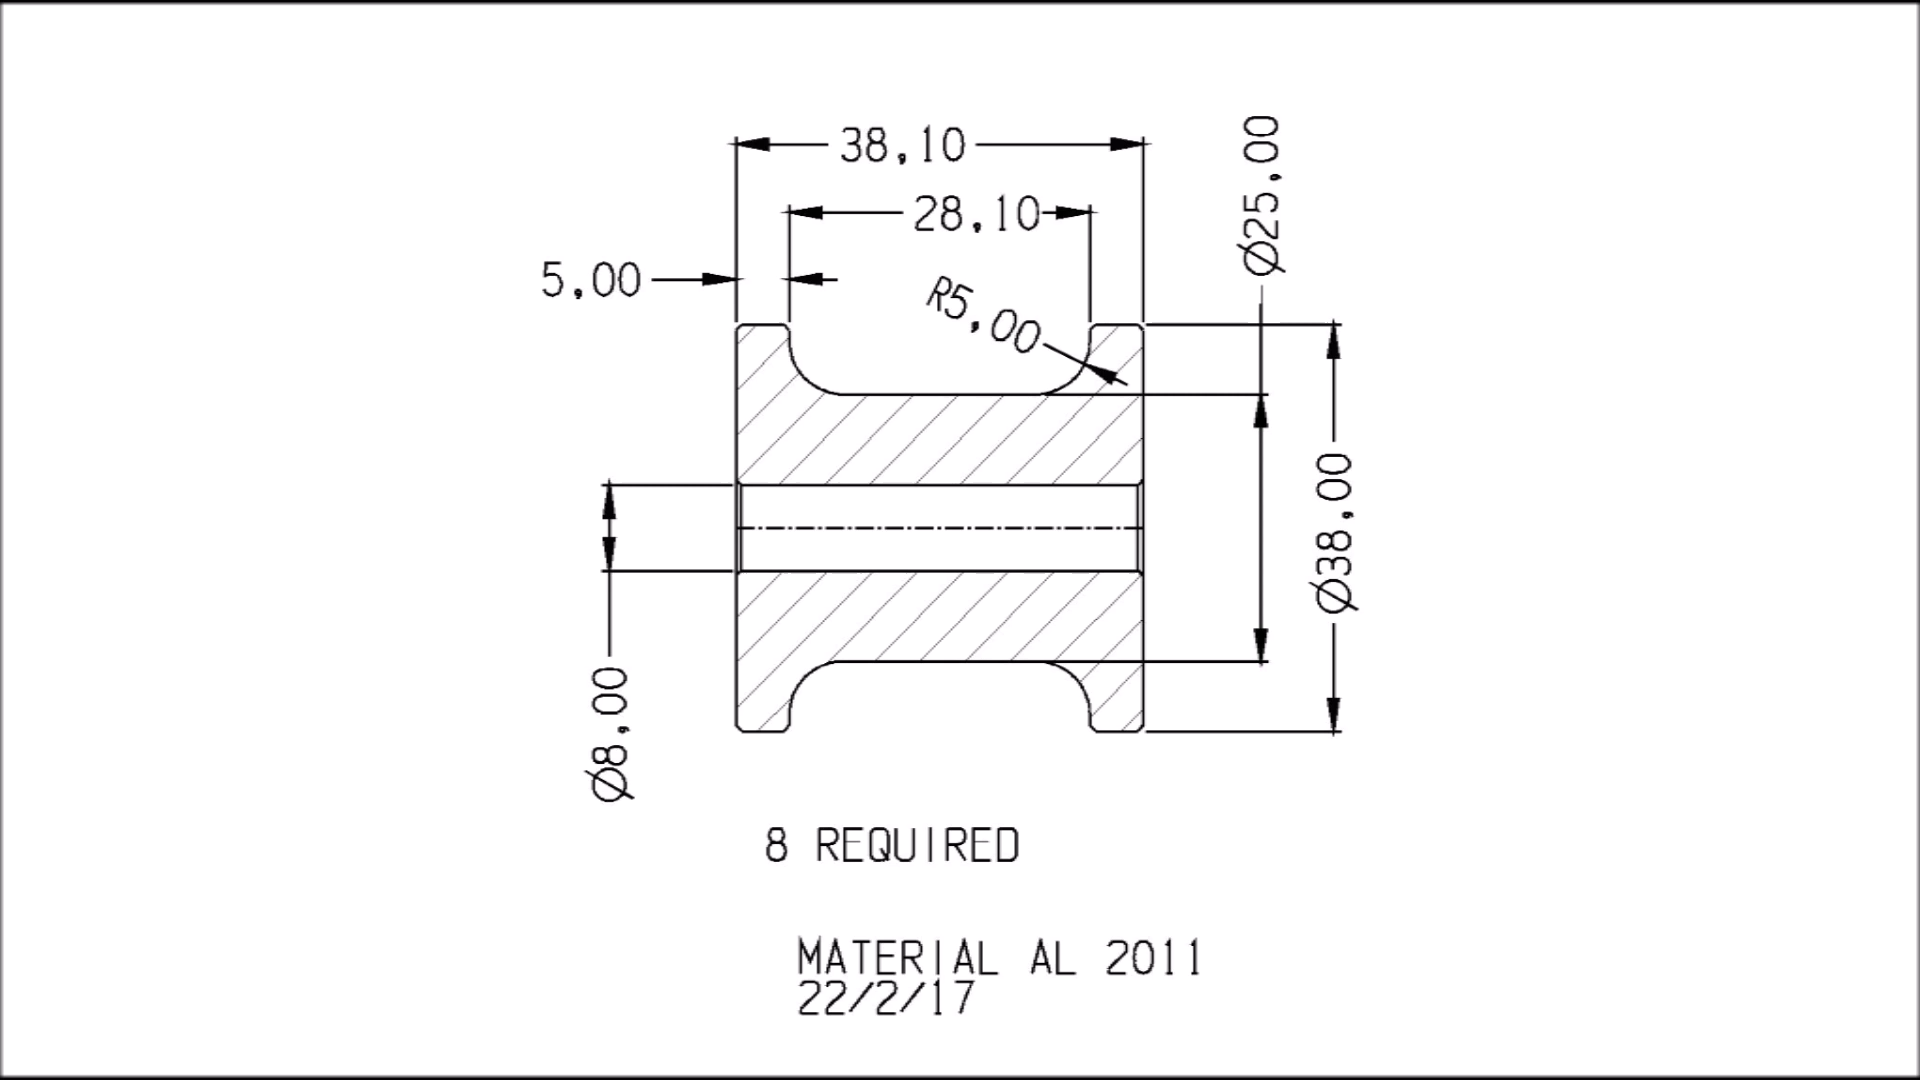 38,10
28,10
5,00
R5,00
Ø25,00
Ø38,00
Ø8,00
8 REQUIRED
MATERIAL AL 2011
22/2/17